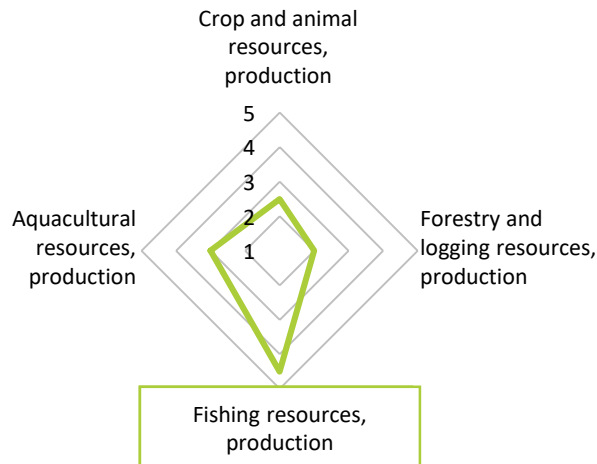 Crop and animal
resources,
production
5
4
3
2
1
Aquacultural
resources,
production
Forestry and
logging resources,
production
Fishing resources,
production